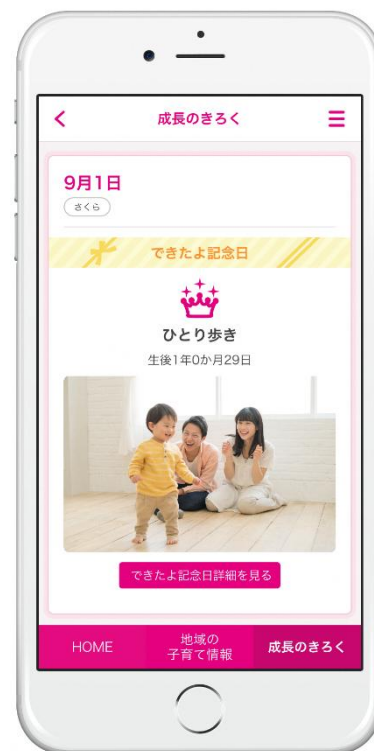 成長のきろく
9月1日
さくら
できたよ記念日
ひとり歩き
生後1年0か月29日
できたよ記念日詳細を見る
HOME
地域の
子育て情報
成長のきろく